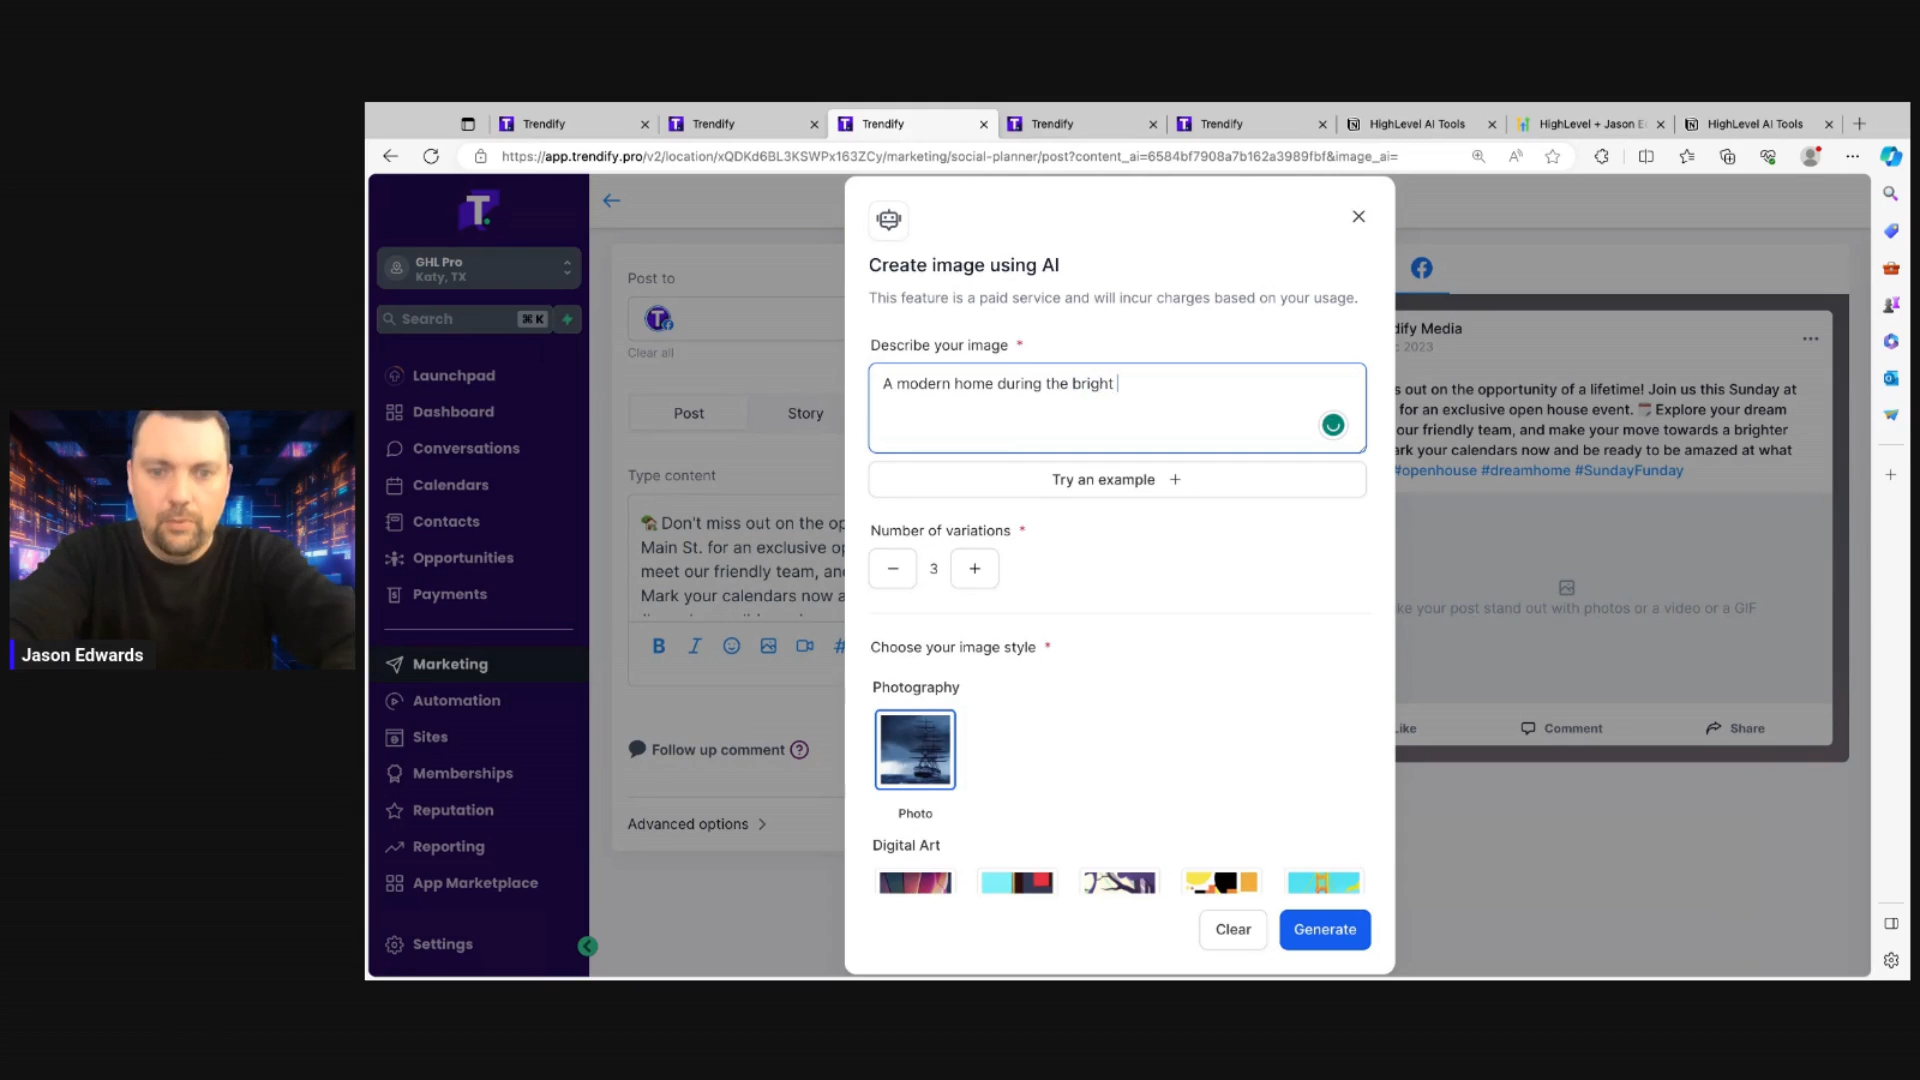 Trendify
Trendify
Trendify
Trendify
Trendify
HighLevel AI Tools
HighLevel + Jason E
HighLevel AI Tools
https://app.trendify.pro/v2/location/xQDKd6BL3KSWPx163ZCy/marketing/social-planner/post?content_ai=6584bf7908a7b162a3989fbf&image_ai=
T.
GHL Pro
Katy, TX
Search
⌘ K
Launchpad
Dashboard
Conversations
Calendars
Contacts
Opportunities
Payments
Marketing
Automation
Sites
Memberships
Reputation
Reporting
App Marketplace
Settings
Jason Edwards
Post to
Clear all
Post
Story
Type content
🏡 Don't miss out on the op
Main St. for an exclusive o
meet our friendly team, an
Mark your calendars now a
B I
#
Follow up comment ?
Advanced options
Create image using AI
This feature is a paid service and will incur charges based on your usage.
Describe your image *
A modern home during the bright
Try an example +
Number of variations *
− 3 +
Choose your image style *
Photography
Photo
Digital Art
Clear
Generate
dify Media
2023
s out on the opportunity of a lifetime! Join us this Sunday at
for an exclusive open house event. 🗓️ Explore your dream
our friendly team, and make your move towards a brighter
rk your calendars now and be ready to be amazed at what
#openhouse #dreamhome #SundayFunday
ke your post stand out with photos or a video or a GIF
ike
Comment
Share